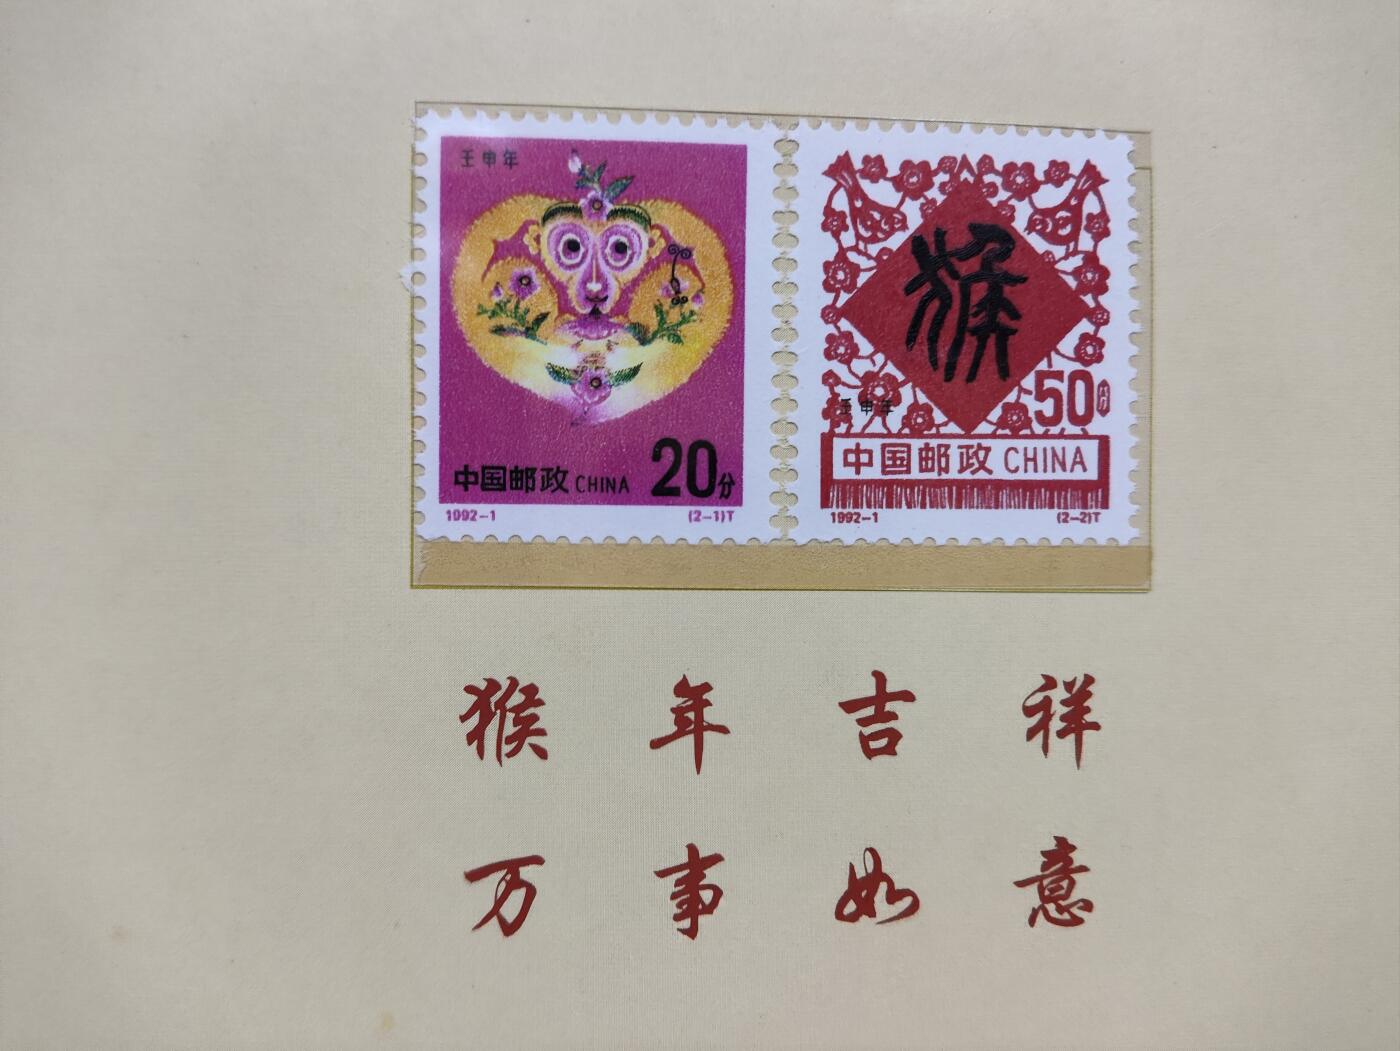 壬申年
中国邮政 CHINA 20分
1992-1 (2-1)T
猴
50分
壬申年
中国邮政 CHINA
1992-1 (2-2)T
猴年吉祥
万事如意